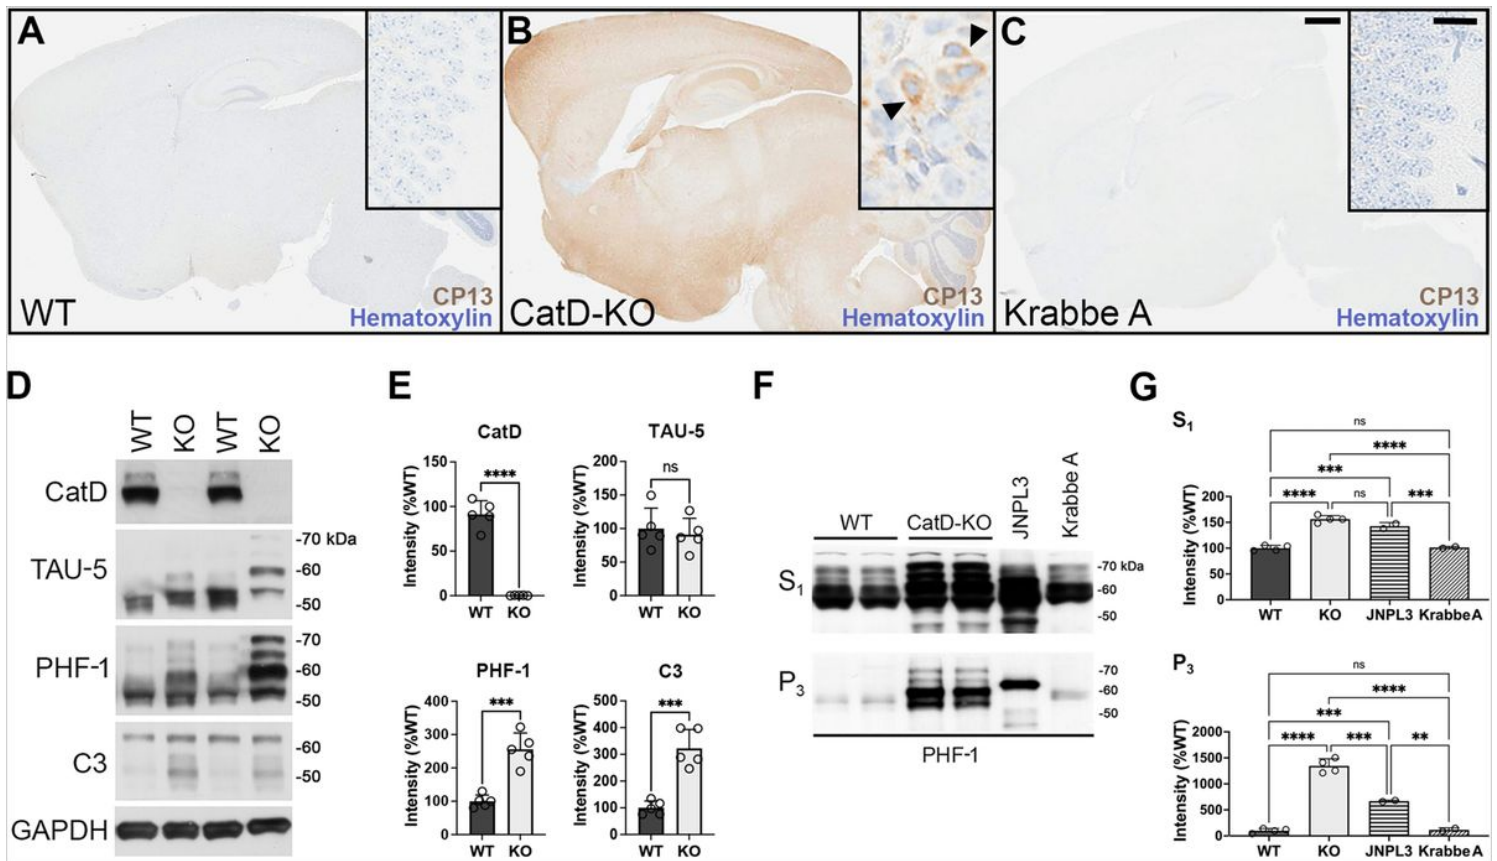 A
B
C
WT
CP13
Hematoxylin
CatD-KO
CP13
Hematoxylin
Krabbe A
CP13
Hematoxylin
D
WT
KO
WT
KO
CatD
TAU-5
-70 kDa
-60
-50
PHF-1
-70
-60
-50
C3
-60
-50
GAPDH
E
CatD
Intensity (%WT)
150
100
50
0
****
WT
KO
TAU-5
Intensity (%WT)
200
150
100
50
0
ns
WT
KO
PHF-1
Intensity (%WT)
400
300
200
100
0
***
WT
KO
C3
Intensity (%WT)
500
400
300
200
100
0
***
WT
KO
F
WT
CatD-KO
JNPL3
Krabbe A
S1
-70 kDa
-60
-50
P3
-70
-60
-50
PHF-1
G
S1
ns
****
***
****
ns
***
Intensity (%WT)
200
150
100
50
0
WT
KO
JNPL3
KrabbeA
P3
ns
****
***
****
***
**
Intensity (%WT)
2000
1500
1000
500
0
WT
KO
JNPL3
KrabbeA